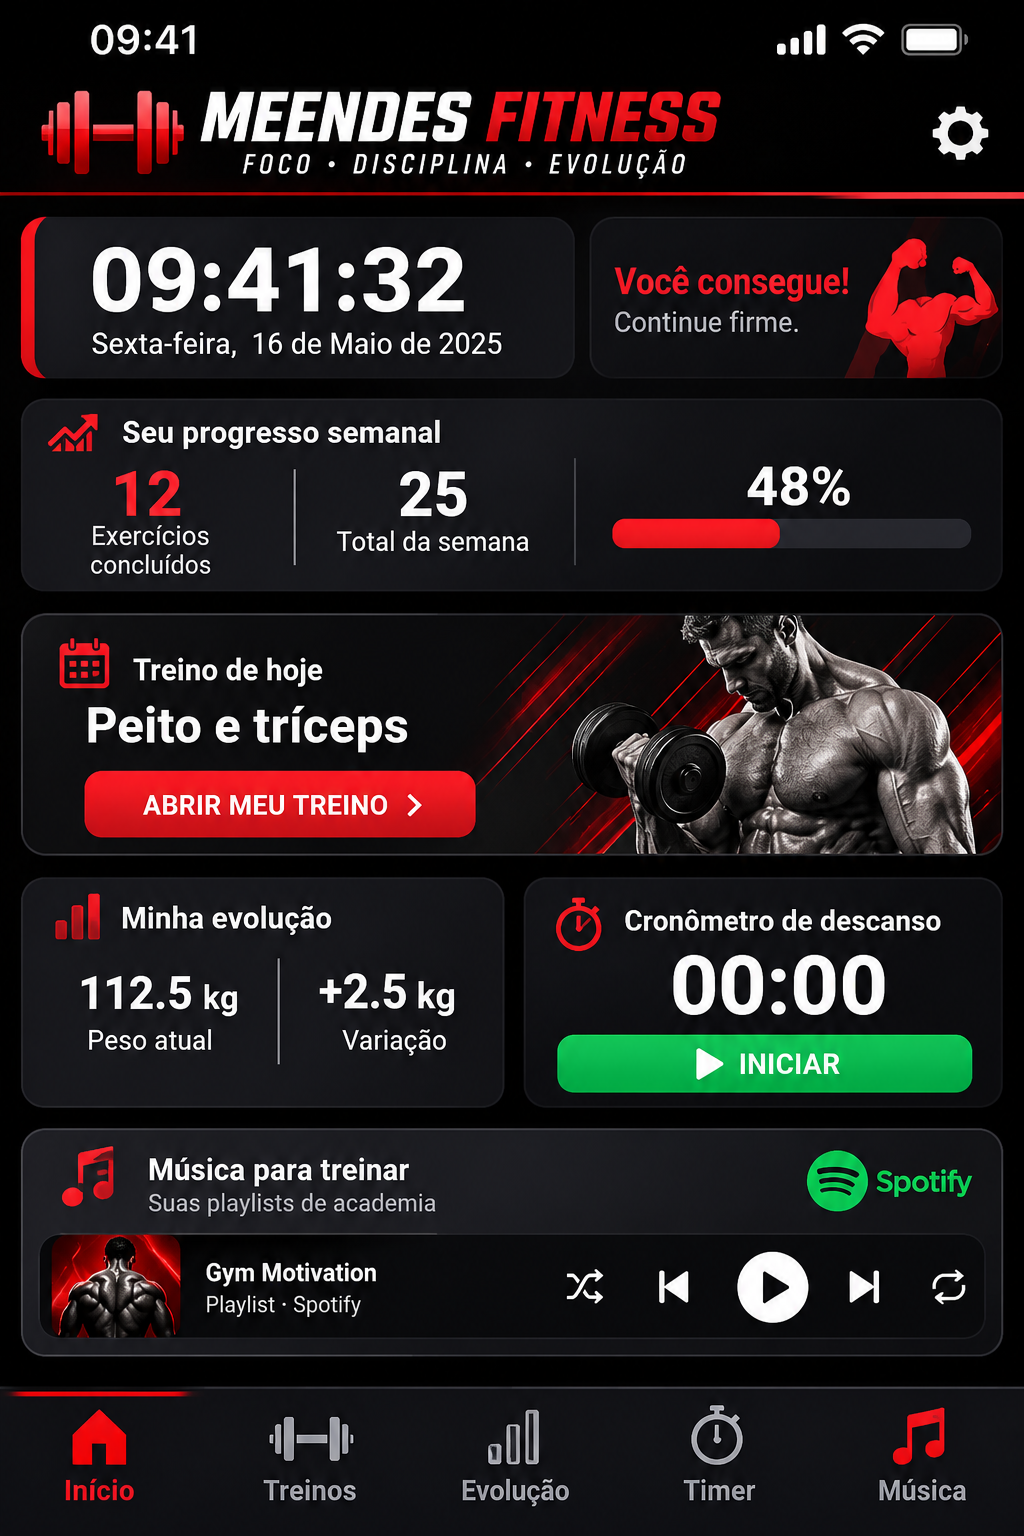 09:41
MEENDES FITNESS
FOCO • DISCIPLINA • EVOLUÇÃO
09:41:32
Sexta-feira, 16 de Maio de 2025
Você consegue!
Continue firme.
Seu progresso semanal
12
Exercícios
concluídos
25
Total da semana
48%
Treino de hoje
Peito e tríceps
ABRIR MEU TREINO
Minha evolução
112.5 kg
Peso atual
+2.5 kg
Variação
Cronômetro de descanso
00:00
INICIAR
Música para treinar
Suas playlists de academia
Spotify
Gym Motivation
Playlist · Spotify
Início
Treinos
Evolução
Timer
Música